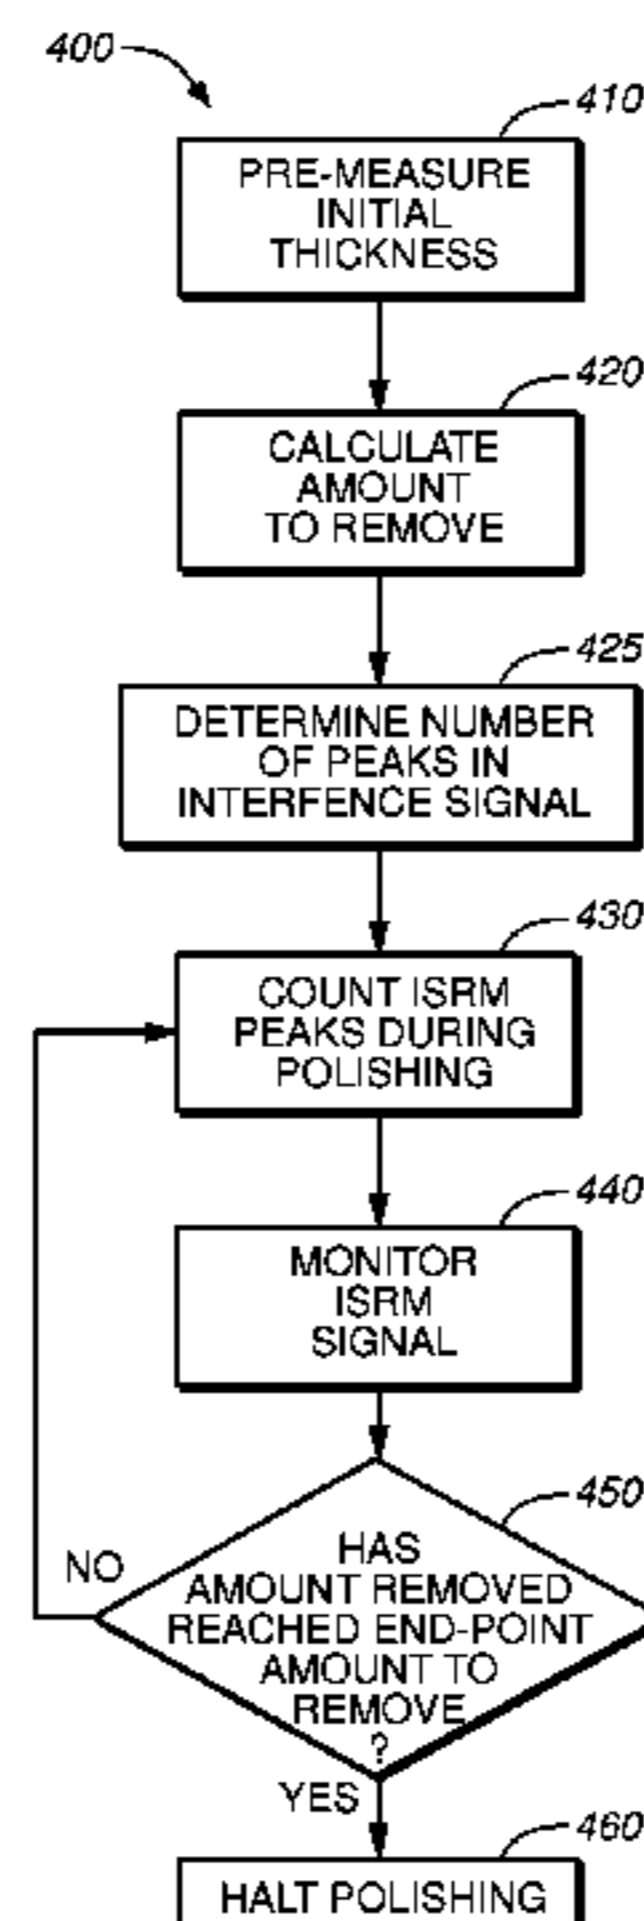 400
410
PRE-MEASURE
INITIAL
THICKNESS
420
CALCULATE
AMOUNT
TO REMOVE
425
DETERMINE NUMBER
OF PEAKS IN
INTERFENCE SIGNAL
430
COUNT ISRM
PEAKS DURING
POLISHING
440
MONITOR
ISRM
SIGNAL
450
HAS
AMOUNT REMOVED
REACHED END-POINT
AMOUNT TO
REMOVE
?
NO
YES
460
HALT POLISHING